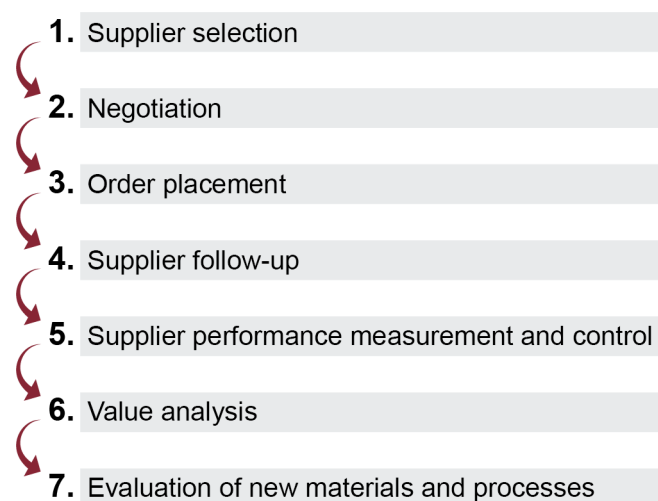 1. Supplier selection
2. Negotiation
3. Order placement
4. Supplier follow-up
5. Supplier performance measurement and control
6. Value analysis
7. Evaluation of new materials and processes